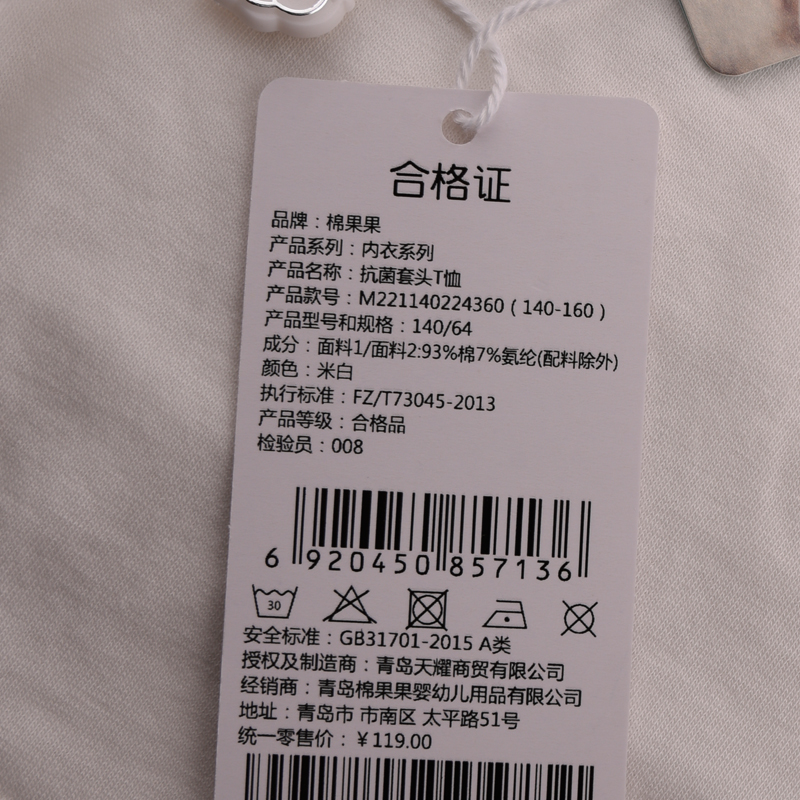 合格证
品牌：棉果果
产品系列：内衣系列
产品名称：抗菌套头T恤
产品款号：M221140224360（140-160）
产品型号和规格：140/64
成分：面料1/面料2:93%棉7%氨纶(配料除外)
颜色：米白
执行标准：FZ/T73045-2013
产品等级：合格品
检验员：008
6 920450 857136
30
安全标准：GB31701-2015 A类
授权及制造商：青岛天耀商贸有限公司
经销商：青岛棉果果婴幼儿用品有限公司
地址：青岛市 市南区 太平路51号
统一零售价：￥119.00